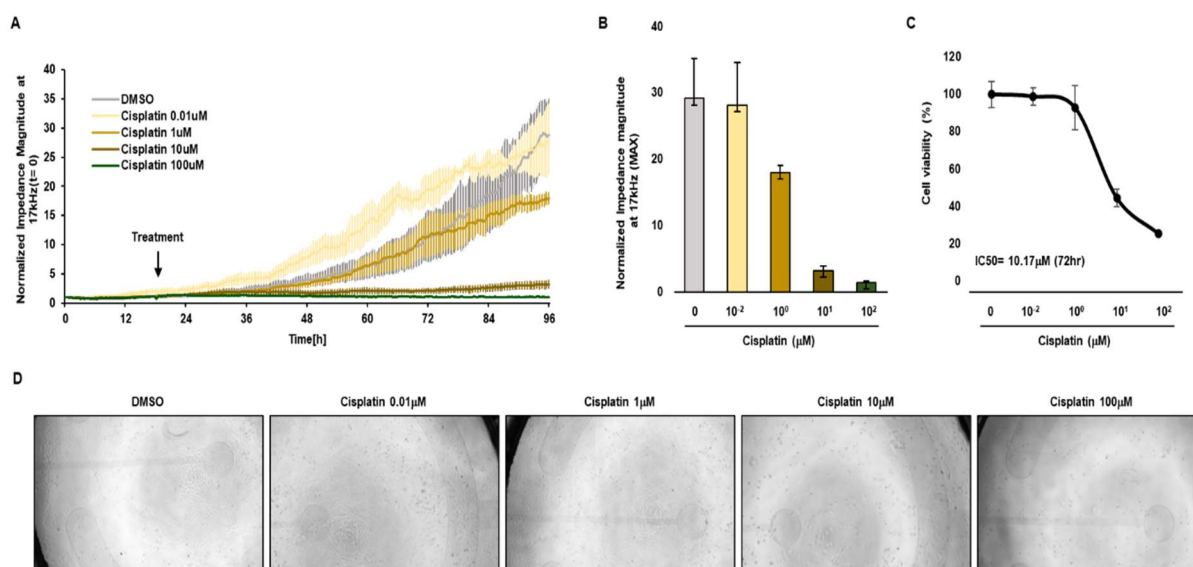 A
Normalized Impedance Magnitude at
17kHz(t=0)
40
35
30
25
20
15
10
5
0
DMSO
Cisplatin 0.01uM
Cisplatin 1uM
Cisplatin 10uM
Cisplatin 100uM
Treatment
0 12 24 36 48 60 72 84 96
Time[h]
B
Normalized Impedance magnitude
at 17kHz (MAX)
40
30
20
10
0
0 10-2 10⁰ 10¹ 10²
Cisplatin (μM)
C
Cell viability (%)
120
100
80
60
40
20
0
IC50= 10.17μM (72hr)
0 10-2 10⁰ 10¹ 10²
Cisplatin (μM)
D
DMSO
Cisplatin 0.01μM
Cisplatin 1μM
Cisplatin 10μM
Cisplatin 100μM